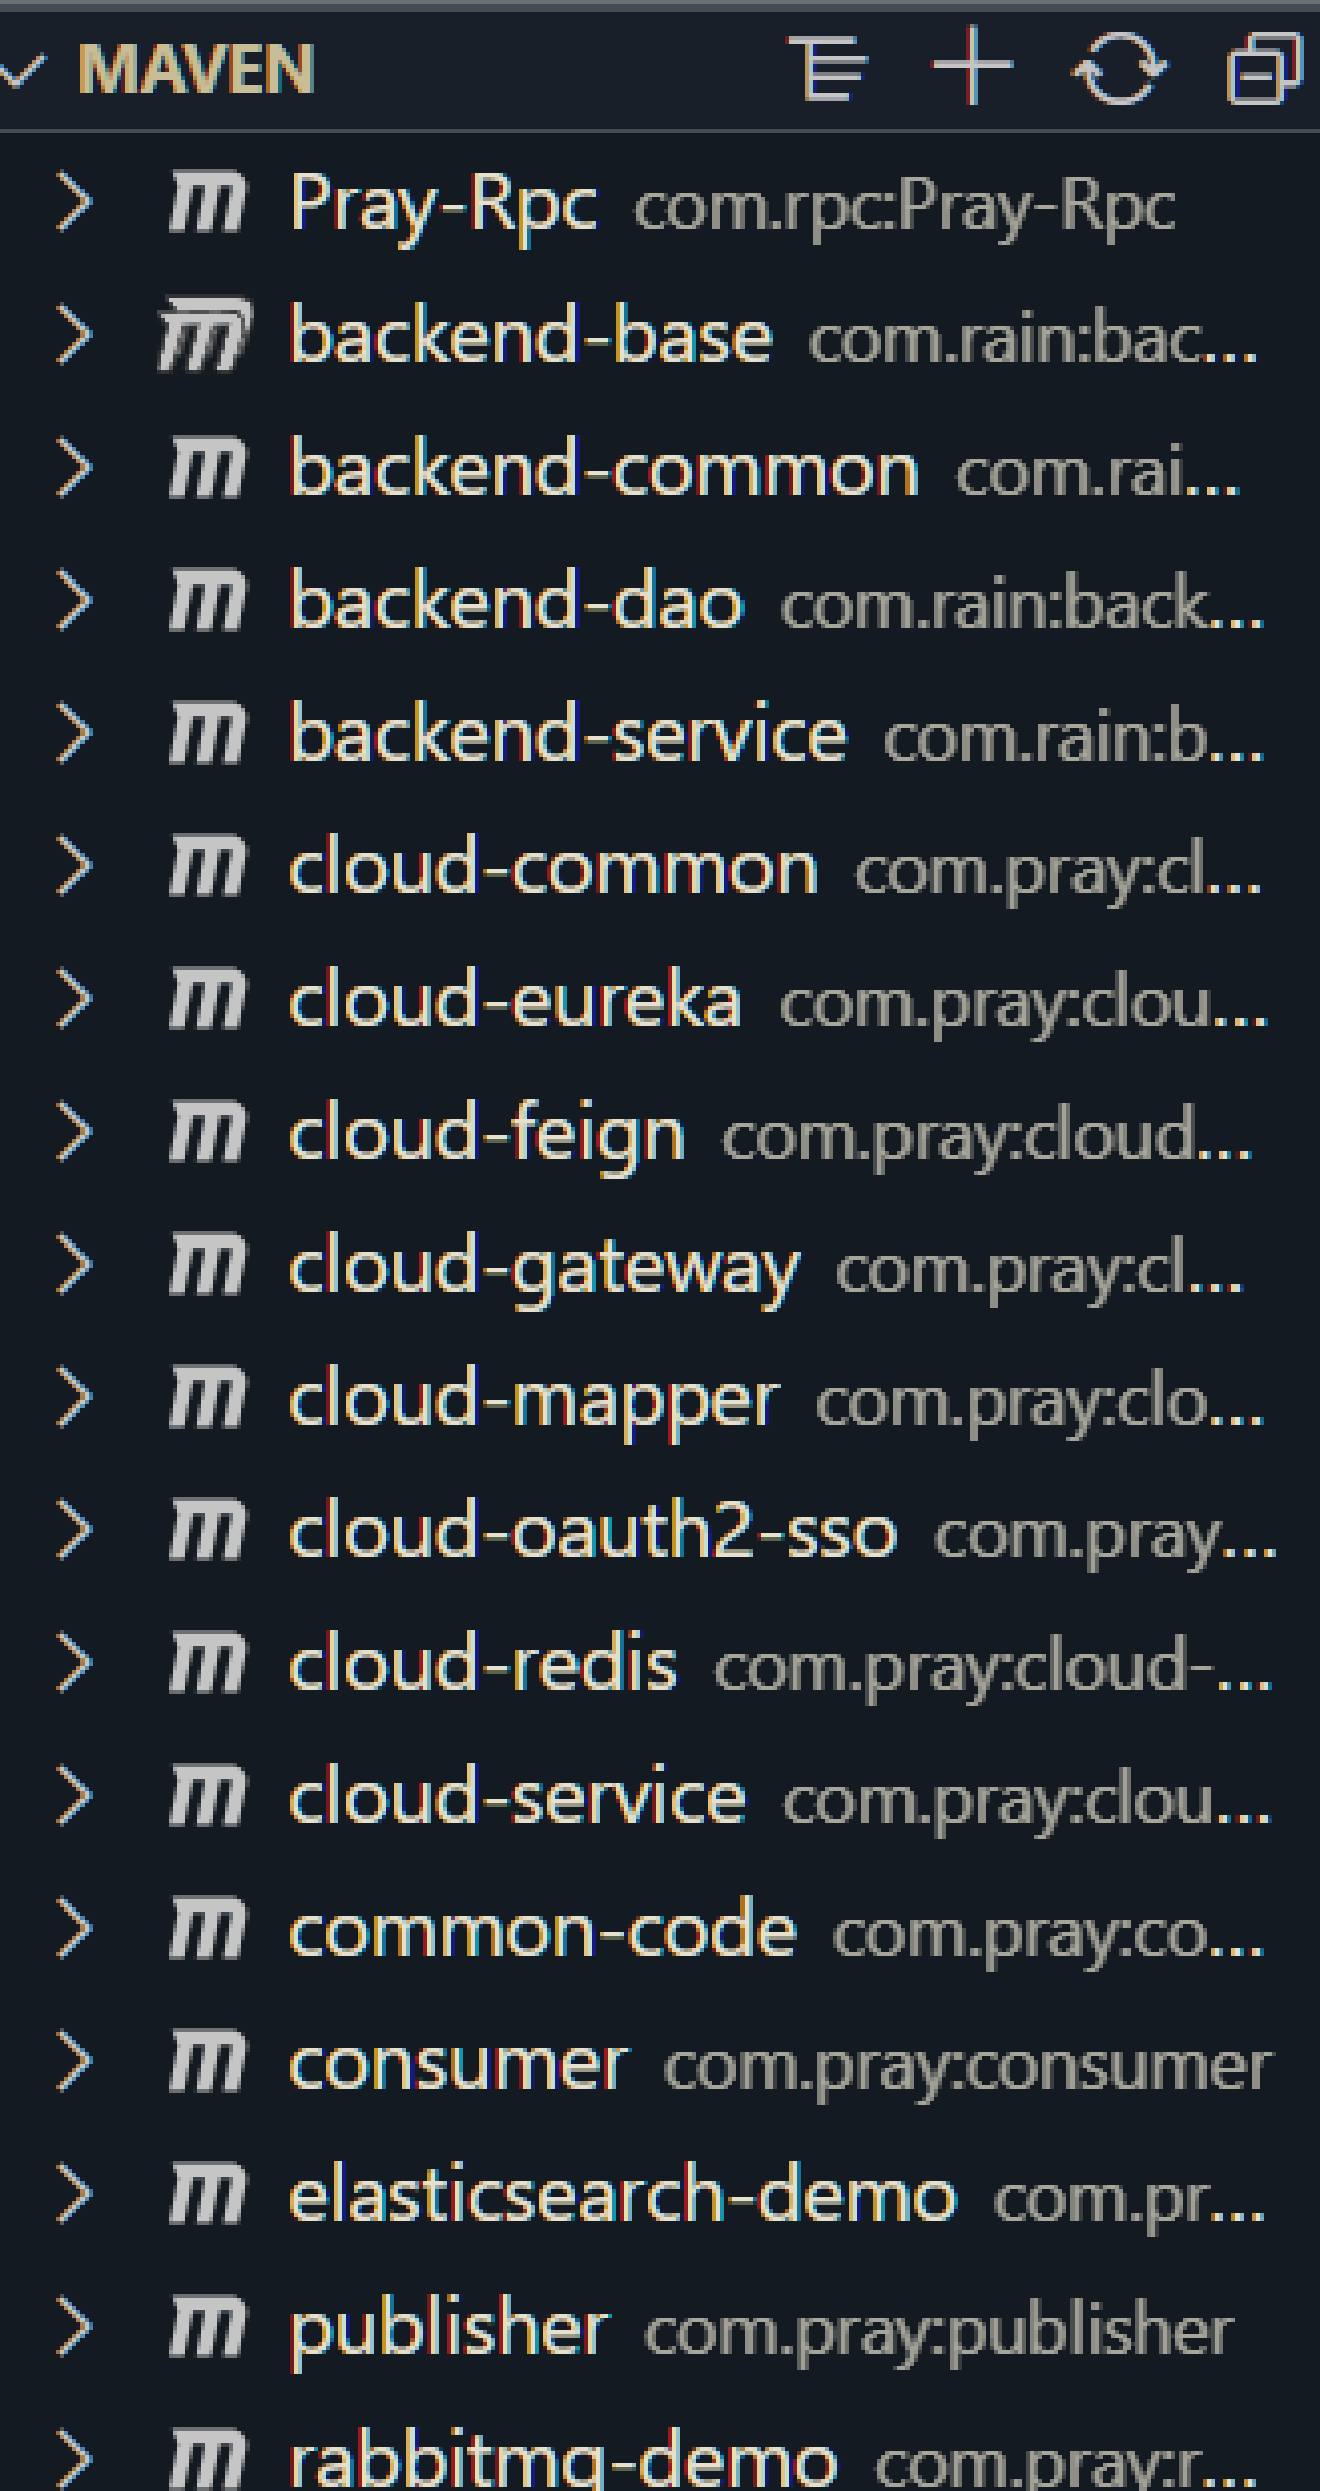 MAVEN
Pray-Rpc com.rpc:Pray-Rpc
backend-base com.rain:bac...
backend-common com.rai...
backend-dao com.rain:back...
backend-service com.rain:b...
cloud-common com.pray:cl...
cloud-eureka com.pray:clou...
cloud-feign com.pray:cloud...
cloud-gateway com.pray:cl...
cloud-mapper com.pray:clo...
cloud-oauth2-sso com.pray...
cloud-redis com.pray:cloud-...
cloud-service com.pray:clou...
common-code com.pray:co...
consumer com.pray:consumer
elasticsearch-demo com.pr...
publisher com.pray:publisher
rabbitmq-demo com.pray:r...